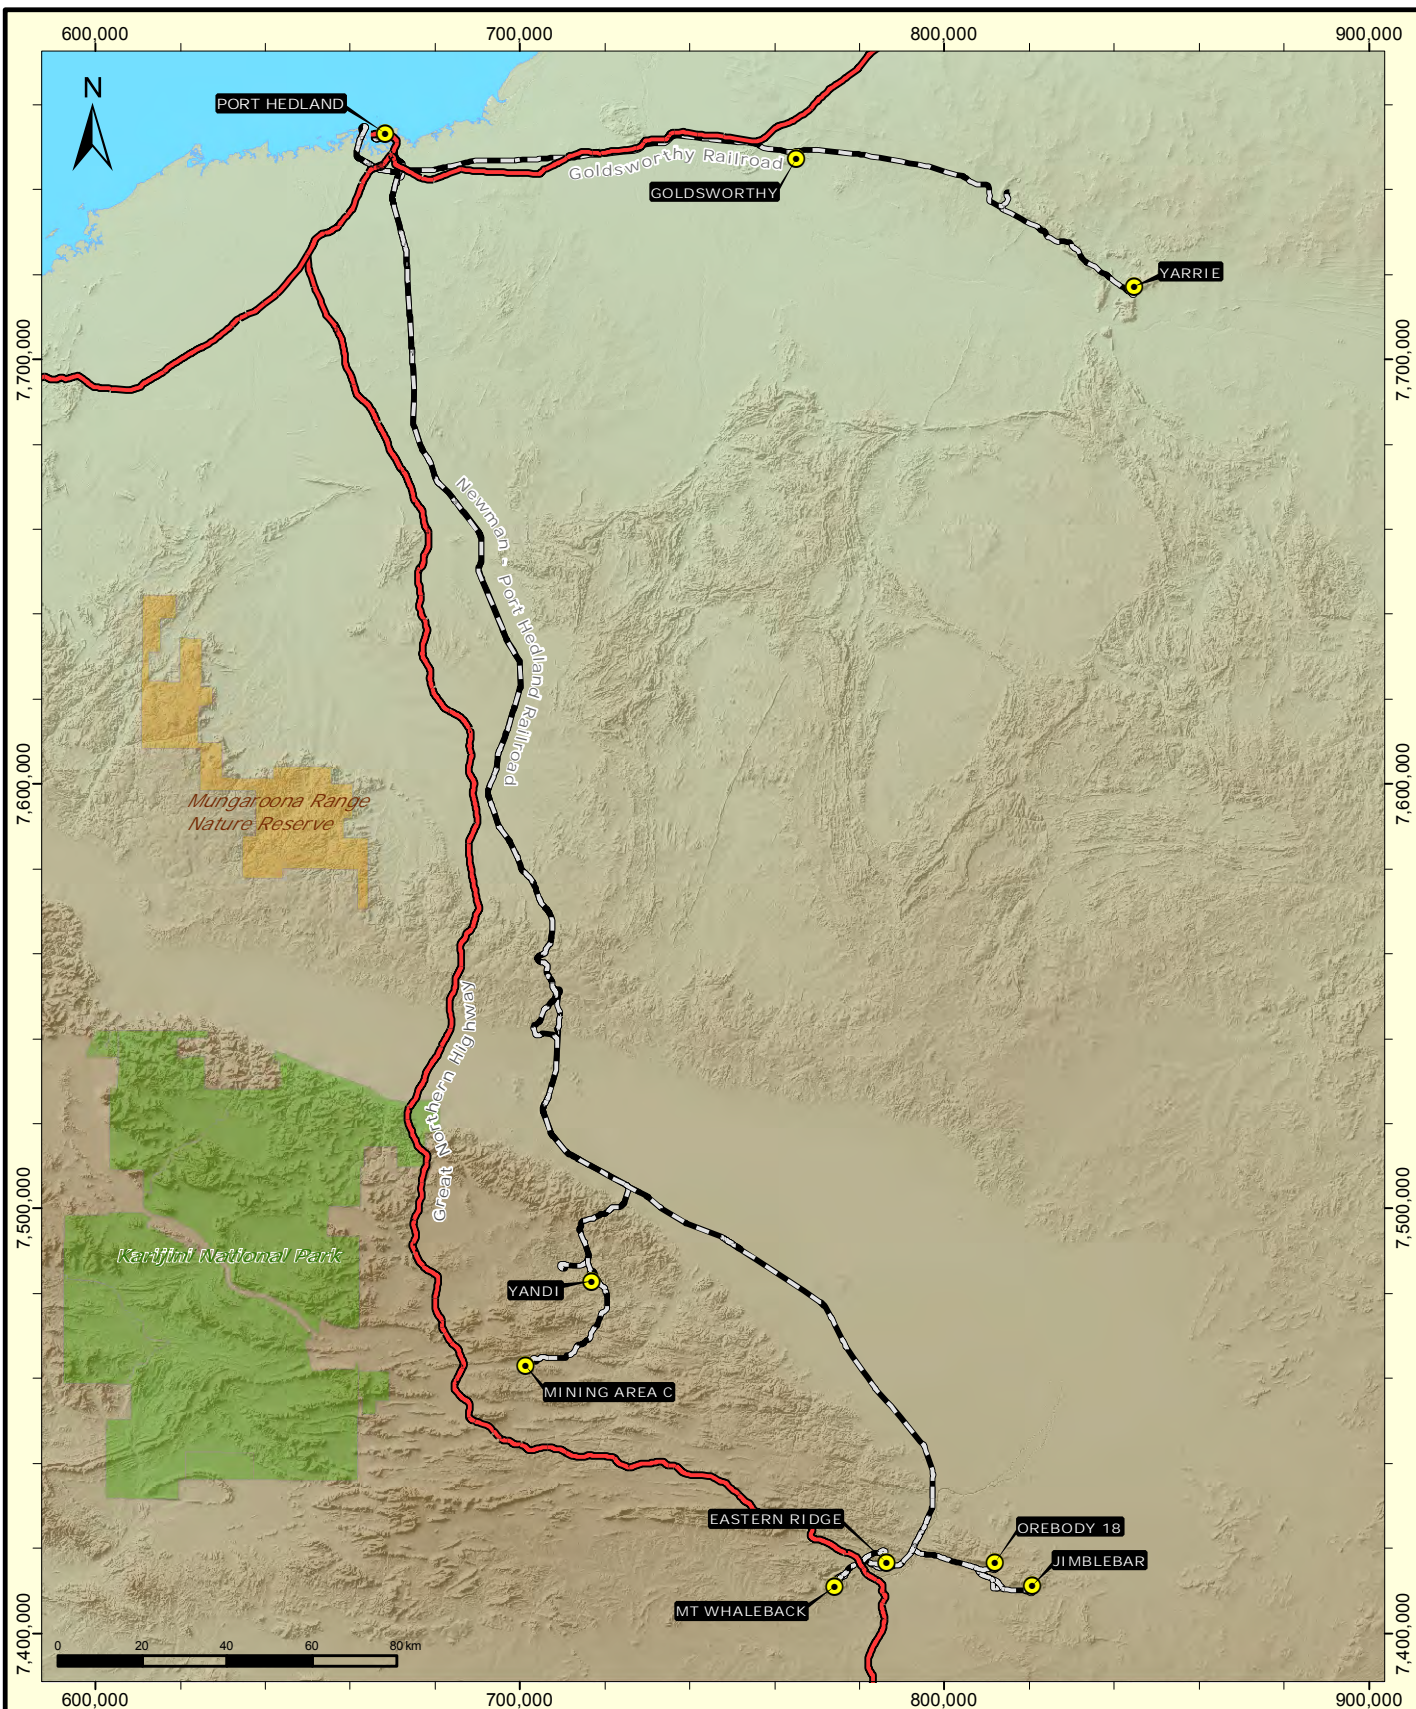 600,000
700,000
800,000
900,000
N
PORT HEDLAND
Goldsworthy Railroad
GOLDSWORTHY
YARRIE
7,700,000
7,700,000
Newman - Port Hedland Railroad
7,600,000
7,600,000
Mungaroona Range
Nature Reserve
Great Northern Highway
7,500,000
7,500,000
Karijini National Park
YANDI
MINING AREA C
EASTERN RIDGE
OREBODY 18
JIMBLEBAR
MT WHALEBACK
7,400,000
7,400,000
0 20 40 60 80 km
600,000
700,000
800,000
900,000